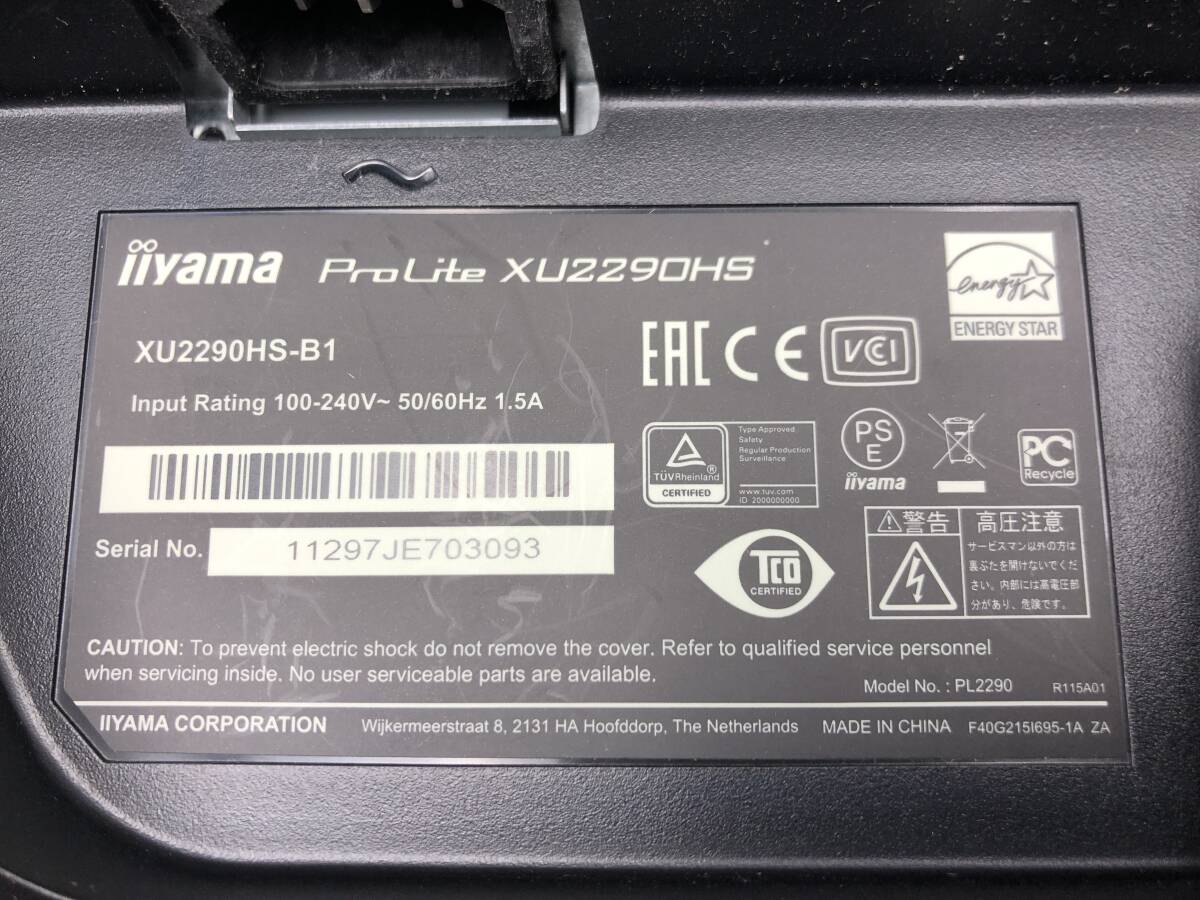 iiyama ProLite XU2290HS
energy
ENERGY STAR
XU2290HS-B1
EAC CE VCCI
Input Rating 100-240V~ 50/60Hz 1.5A
TÜVRheinland ®
CERTIFIED
Type Approved
Safety
Regular Production
Surveillance
www.tuv.com
ID 2000000000
PS
E
iiyama
PC
Recycle
Serial No. 11297JE703093
TCO
CERTIFIED
警告 高圧注意
サービスマン以外の方は
裏ぶたを開けないでくだ
さい。内部には高電圧部
分があり、危険です。
CAUTION: To prevent electric shock do not remove the cover. Refer to qualified service personnel
when servicing inside. No user serviceable parts are available.
Model No. : PL2290 R115A01
IIYAMA CORPORATION Wijkermeerstraat 8, 2131 HA Hoofddorp, The Netherlands MADE IN CHINA F40G215I695-1A ZA